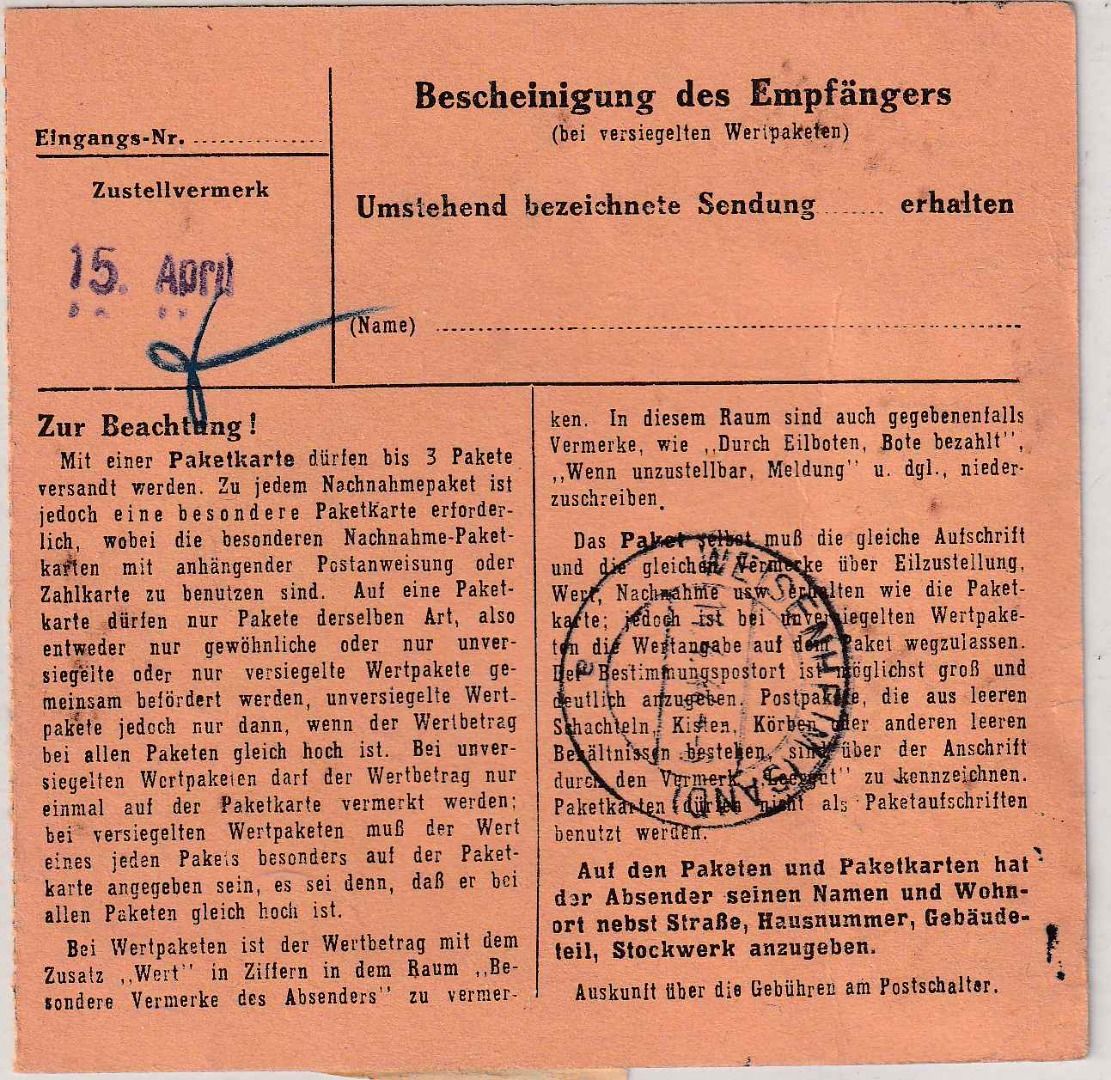 Eingangs-Nr.
Zustellvermerk
15. April
Bescheinigung des Empfängers
(bei versiegelten Wertpaketen)
Umstehend bezeichnete Sendung ...... erhalten
(Name)
Zur Beachtung!
Mit einer Paketkarte dürfen bis 3 Pakete
versandt werden. Zu jedem Nachnahmepaket ist
jedoch eine besondere Paketkarte erforder-
lich, wobei die besonderen Nachnahme-Paket-
karten mit anhängender Postanweisung oder
Zahlkarte zu benutzen sind. Auf eine Paket-
karte dürfen nur Pakete derselben Art, also
entweder nur gewöhnliche oder nur unver-
siegelte oder nur versiegelte Wertpakete ge-
meinsam befördert werden, unversiegelte Wert-
pakete jedoch nur dann, wenn der Wertbetrag
bei allen Paketen gleich hoch ist. Bei unver-
siegelten Wertpaketen darf der Wertbetrag nur
einmal auf der Paketkarte vermerkt werden;
bei versiegelten Wertpaketen muß der Wert
eines jeden Pakets besonders auf der Paket-
karte angegeben sein, es sei denn, daß er bei
allen Paketen gleich hoch ist.
Bei Wertpaketen ist der Wertbetrag mit dem
Zusatz „Wert" in Ziffern in dem Raum „Be-
sondere Vermerke des Absenders" zu vermer-
ken. In diesem Raum sind auch gegebenenfalls
Vermerke, wie „Durch Eilboten, Bote bezahlt",
„Wenn unzustellbar, Meldung" u. dgl., nieder-
zuschreiben.
Das Paket selbst muß die gleiche Aufschrift
und die gleichen Vermerke über Eilzustellung,
Wert, Nachnahme usw. erhalten wie die Paket-
karte; jedoch ist bei unversiegelten Wertpake-
ten die Wertangabe auf dem Paket wegzulassen.
Der Bestimmungspostort ist möglichst groß und
deutlich anzugeben. Postpakete, die aus leeren
Schachteln, Kisten, Körben oder anderen leeren
Behältnissen bestehen, sind über der Anschrift
durch den Vermerk „Leergut" zu kennzeichnen.
Paketkarten dürfen nicht als Paketaufschriften
benutzt werden.
Auf den Paketen und Paketkarten hat
der Absender seinen Namen und Wohn-
ort nebst Straße, Hausnummer, Gebäude-
teil, Stockwerk anzugeben.
Auskunft über die Gebühren am Postschalter.
WEISENHEIM (SAND)